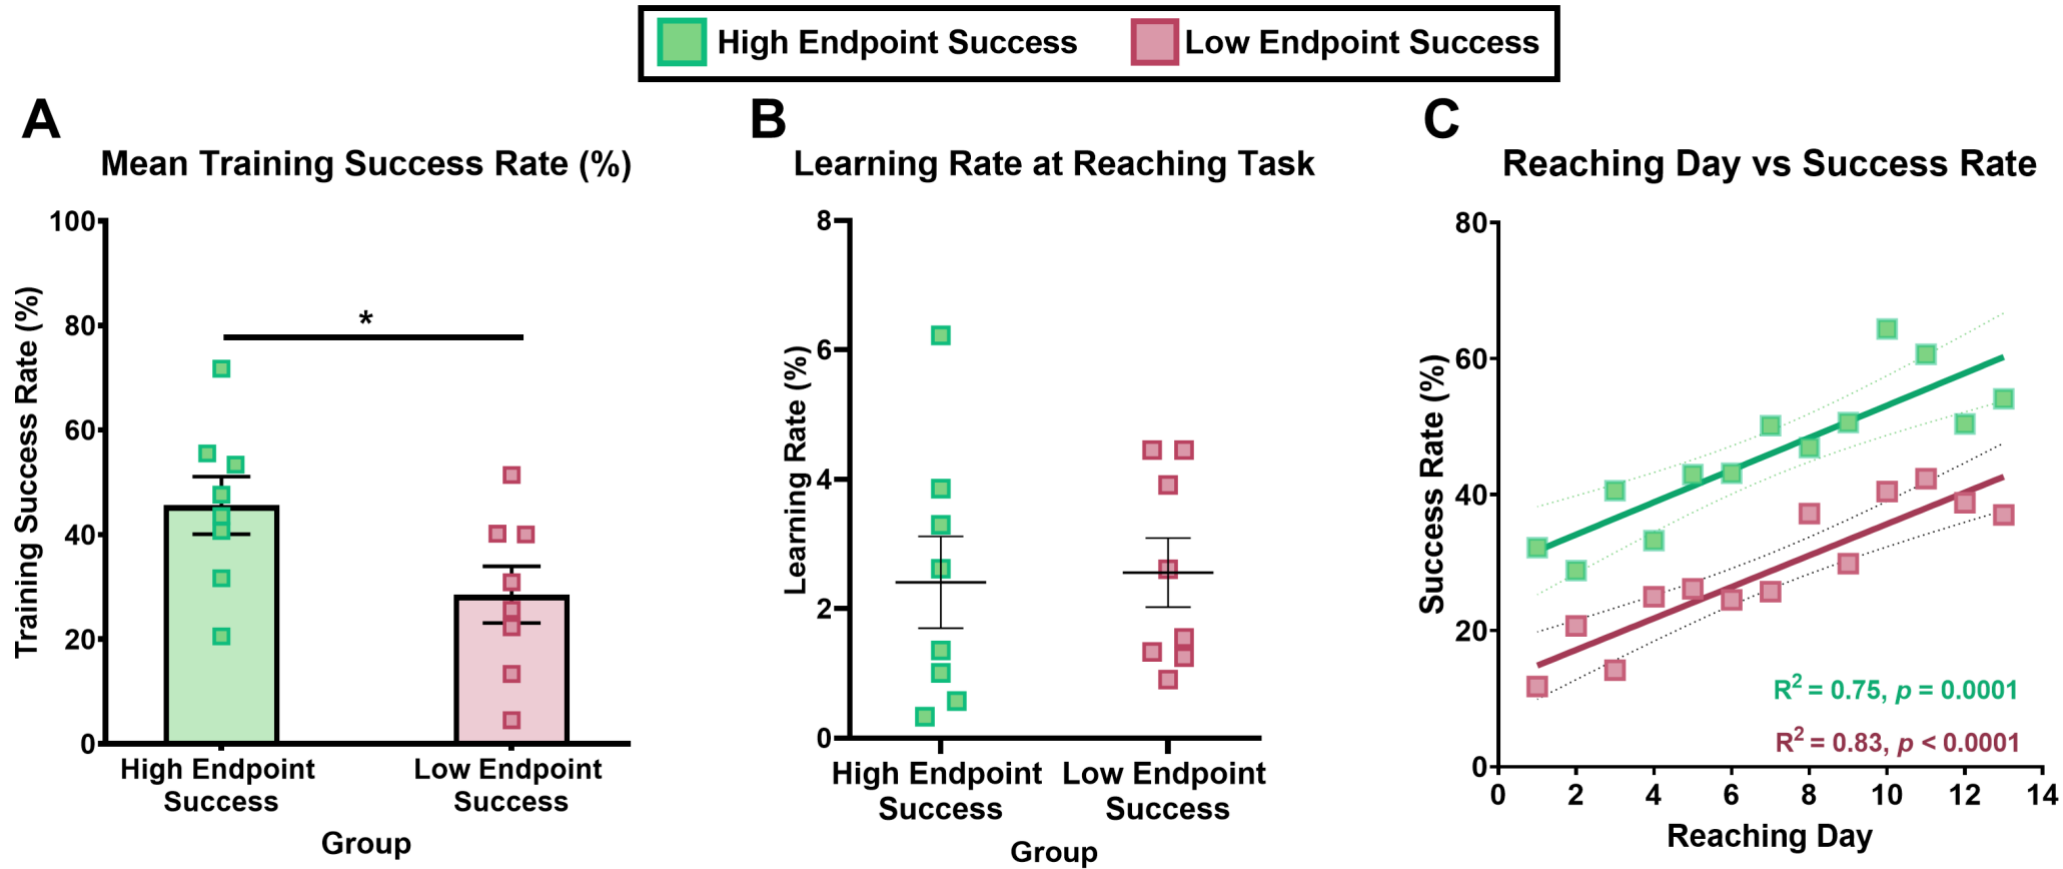 High Endpoint Success
Low Endpoint Success
A
Mean Training Success Rate (%)
Training Success Rate (%)
100
80
60
40
20
0
*
High Endpoint
Success
Low Endpoint
Success
Group
B
Learning Rate at Reaching Task
Learning Rate (%)
8
6
4
2
0
High Endpoint
Success
Low Endpoint
Success
Group
C
Reaching Day vs Success Rate
Success Rate (%)
80
60
40
20
0
R² = 0.75, p = 0.0001
R² = 0.83, p < 0.0001
0 2 4 6 8 10 12 14
Reaching Day